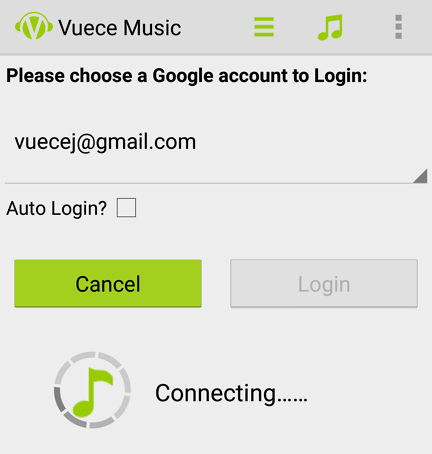 Vuece Music
Please choose a Google account to Login:
vuecej@gmail.com
Auto Login?
Cancel Login
Connecting......